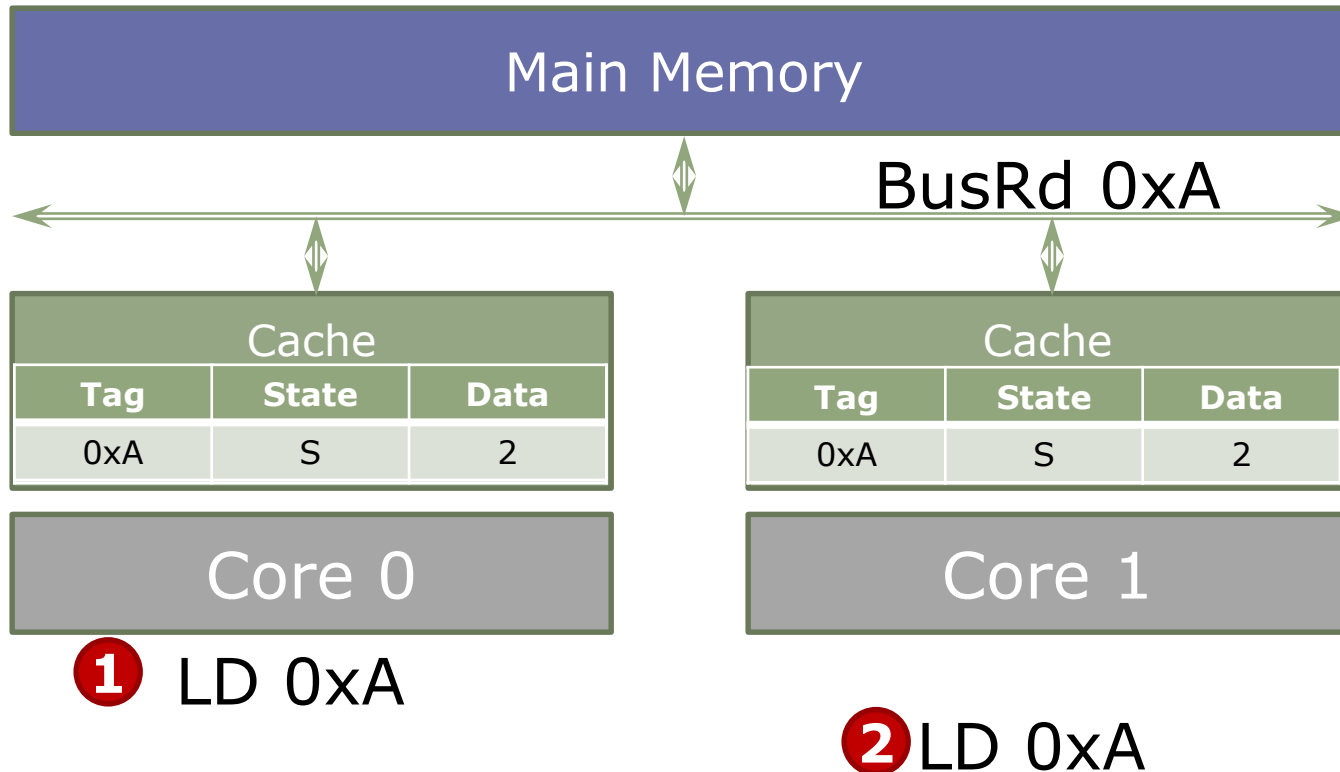 Main Memory
BusRd 0xA
Cache
Tag State Data
0xA S 2
Cache
Tag State Data
0xA S 2
Core 0
Core 1
1 LD 0xA
2 LD 0xA